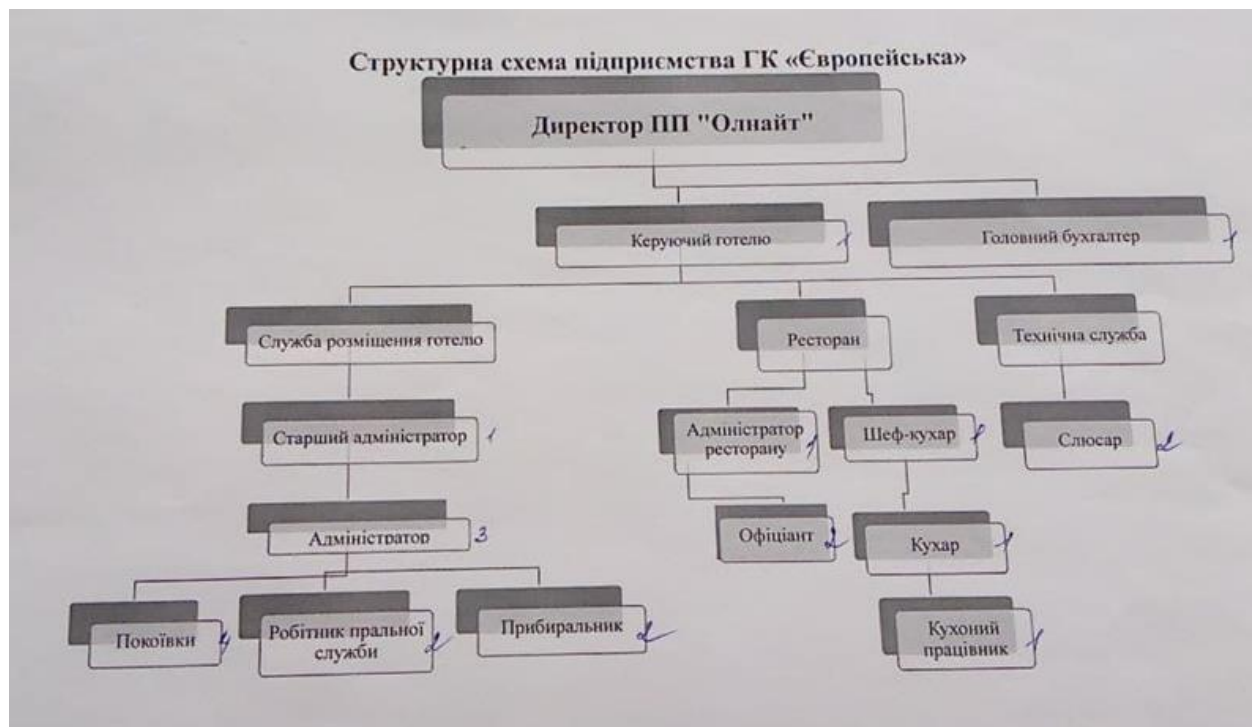 Структурна схема підприємства ГК «Європейська»
Директор ПП "Олнайт"
Керуючий готелю 1
Головний бухгалтер 1
Служба розміщення готелю
Ресторан
Технічна служба
Старший адміністратор 1
Адміністратор
ресторану 1
Шеф-кухар 1
Слюсар 2
Адміністратор 3
Офіціант 2
Кухар 1
Покоївки 4
Робітник пральної
служби 2
Прибиральник 2
Кухоний
працівник 1